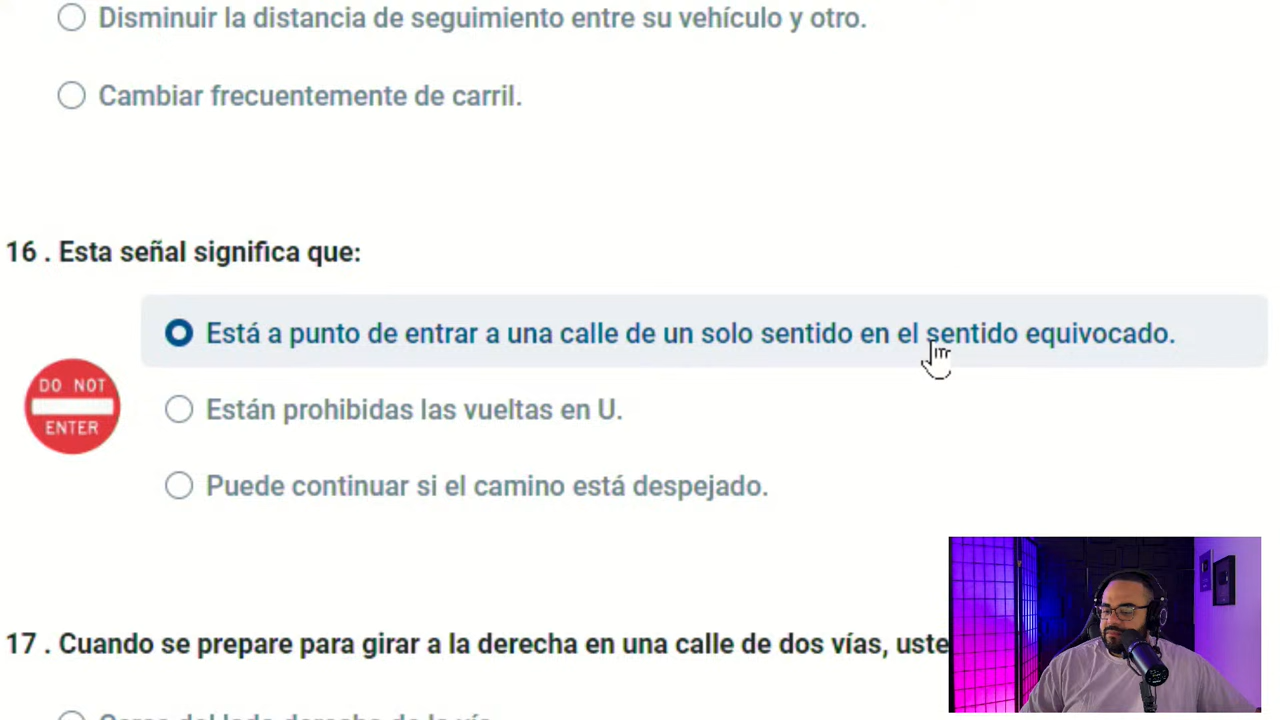 Disminuir la distancia de seguimiento entre su vehículo y otro.
Cambiar frecuentemente de carril.
16 . Esta señal significa que:
Está a punto de entrar a una calle de un solo sentido en el sentido equivocado.
DO NOT
ENTER
Están prohibidas las vueltas en U.
Puede continuar si el camino está despejado.
17 . Cuando se prepare para girar a la derecha en una calle de dos vías, uste